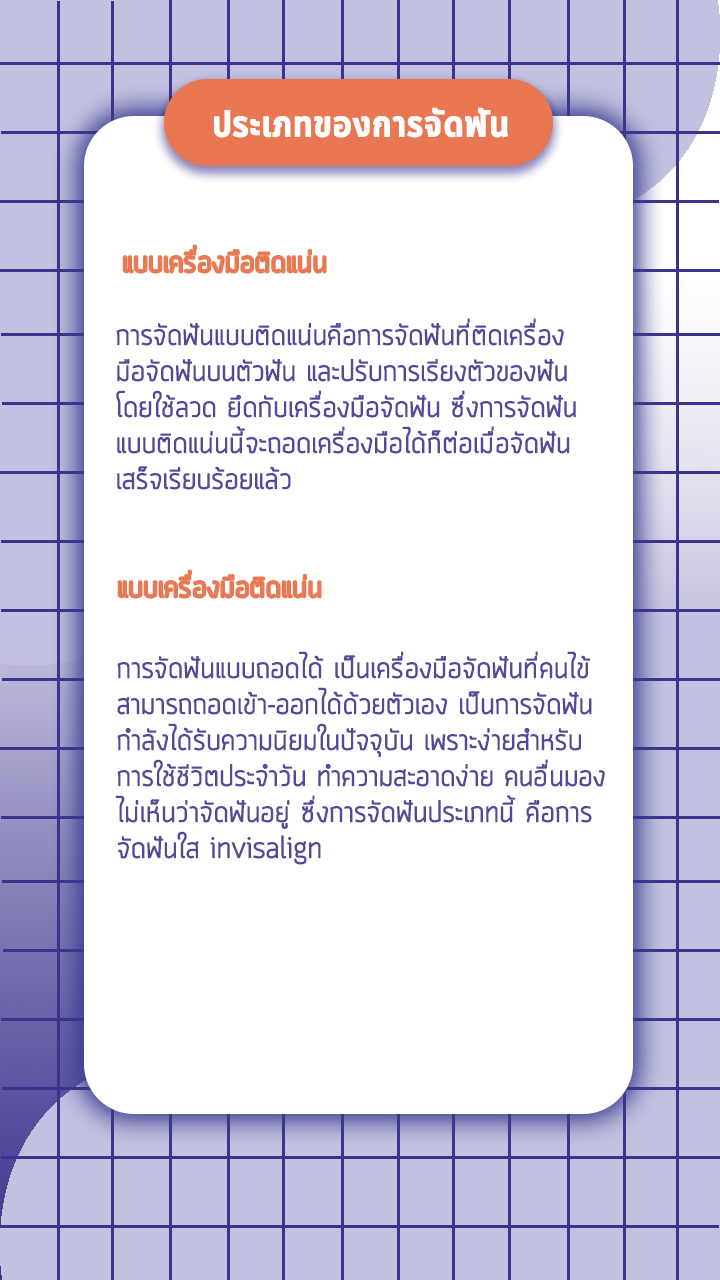 ประเภทของการจัดฟัน
แบบเครื่องมือติดแน่น
การจัดฟันแบบติดแน่นคือการจัดฟันที่ติดเครื่อง
มือจัดฟันบนตัวฟัน และปรับการเรียงตัวของฟัน
โดยใช้ลวด ยึดกับเครื่องมือจัดฟัน ซึ่งการจัดฟัน
แบบติดแน่นนี้จะถอดเครื่องมือได้ก็ต่อเมื่อจัดฟัน
เสร็จเรียบร้อยแล้ว
แบบเครื่องมือติดแน่น
การจัดฟันแบบถอดได้ เป็นเครื่องมือจัดฟันที่คนไข้
สามารถถอดเข้า-ออกได้ด้วยตัวเอง เป็นการจัดฟัน
กำลังได้รับความนิยมในปัจจุบัน เพราะง่ายสำหรับ
การใช้ชีวิตประจำวัน ทำความสะอาดง่าย คนอื่นมอง
ไม่เห็นว่าจัดฟันอยู่ ซึ่งการจัดฟันประเภทนี้ คือการ
จัดฟันใส invisalign